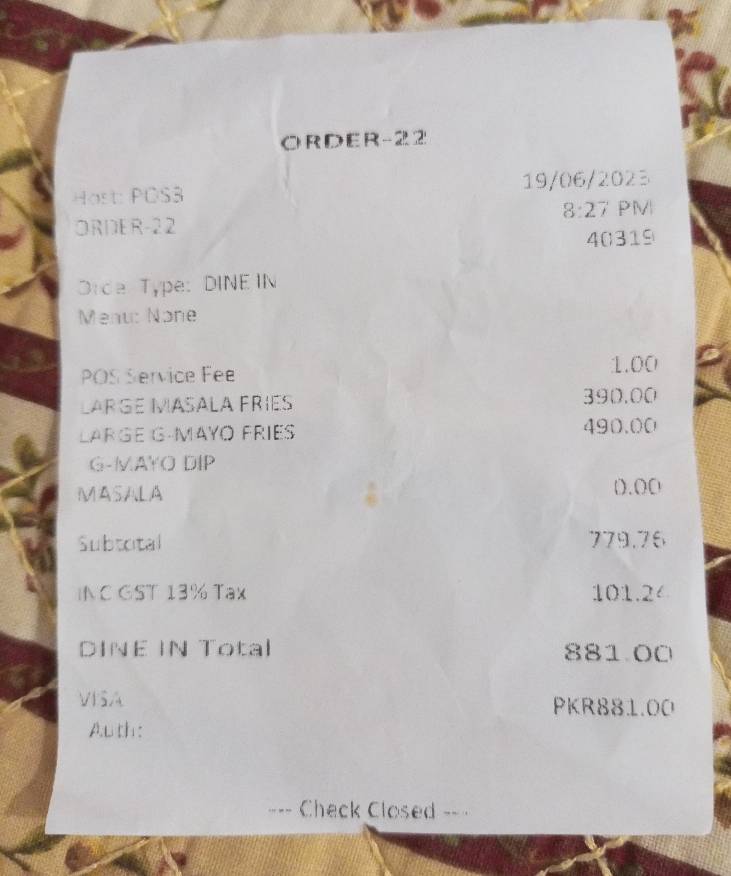 ORDER-22
Host: POS3 19/06/2023
ORDER-22 8:27 PM
40319
Order Type: DINE IN
Menu: None
POS Service Fee 1.00
LARGE MASALA FRIES 390.00
LARGE G-MAYO FRIES 490.00
G-MAYO DIP
MASALA 0.00
Subtotal 779.76
INC GST 13% Tax 101.24
DINE IN Total 881.00
VISA PKR881.00
Auth:
--- Check Closed ---